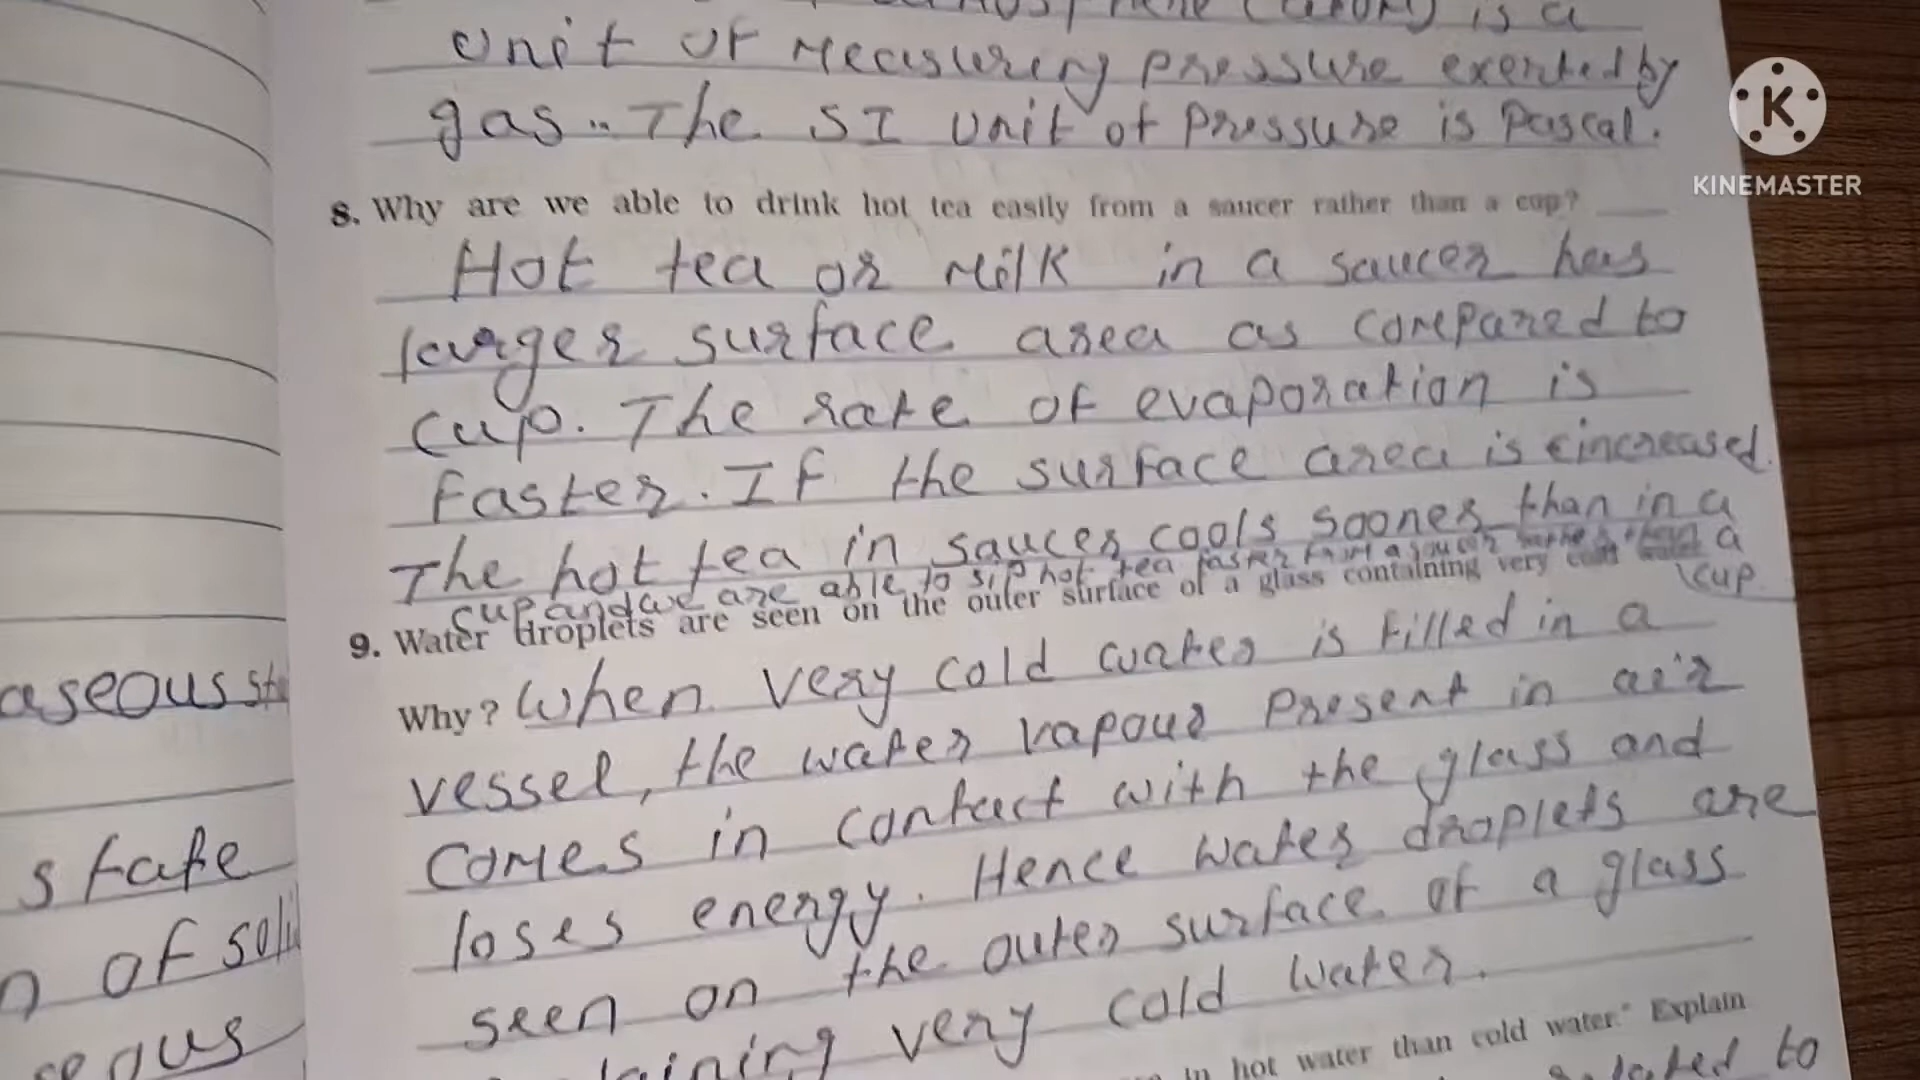 (atom) is a
unit of Measuring pressure exerted by
gas.. The SI unit of pressure is Pascal.
KINEMASTER
8. Why are we able to drink hot tea easily from a saucer rather than a cup?
Hot tea or Milk in a saucer has
larger surface area as compared to
cup. The rate of evaporation is
faster. If the surface area is increased.
The hot tea in saucer cools sooner than in a
cup and we are able to sip hot tea faster from a saucer rather than a
cup
9. Water droplets are seen on the outer surface of a glass containing very cold water
Why? When very cold water is filled in a
vessel, the water vapour present in air
comes in contact with the glass and
loses energy. Hence water droplets are
seen on the outer surface of a glass
very cold water.
in hot water than cold water." Explain
to
aseous
state
of soli